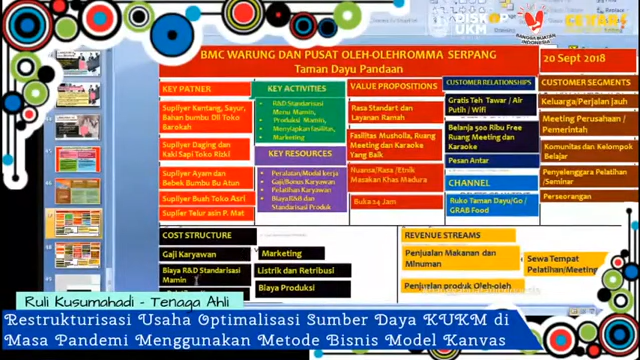 DISK
UKM
BANGGA BUATAN
INDONESIA
BMC WARUNG DAN PUSAT OLEH-OLEHROMMA SERPANG
Taman Dayu Pandaan
20 Sept 2018
KEY PATNER
Supliyer Kantang, Sayur,
Bahan bumbu Dll Toko
Barokah
Supliyer Daging dan
Kaki Sapi Toko Rizki
Supliyer Ayam dan
Bebek Bumbu Bu Atun
Supliyer Buah Toko Asri
Suplier Telur asin P. Mat
KEY ACTIVITIES
R&D Standarisasi
Menu Mamin,
Produksi Mamin,
Menyiapkan fasilitas,
Marketing
KEY RESOURCES
Peralatan/Modal kerja
Gaji/Bonus Karyawan
Pelatihan Karyawan
Biaya R&D dan
Standarisasi Produk
VALUE PROPOSITIONS
Rasa Standart dan
Layanan Ramah
Fasilitas Musholla, Ruang
Meeting dan Karaoke
Yang Baik
Nuansa/Rasa /Etnik
Masakan Khas Madura
Buka 24 Jam
CUSTOMER RELATIONSHIPS
Gratis Teh Tawar / Air
Putih / Wifi
Belanja 500 Ribu Free
Ruang Meeting dan
Karaoke
Pesan Antar
CHANNEL
Ruko Taman Dayu/Go /
GRAB Food
CUSTOMER SEGMENTS
Keluarga/Perjalan jauh
Meeting Perusahaan /
Pemerintah
Komunitas dan Kelompok
Belajar
Penyelenggara Pelatihan
/Seminar
Perseorangan
COST STRUCTURE
Gaji Karyawan
Biaya R&D Standarisasi
Mamin
Marketing
Listrik dan Retribusi
Biaya Produksi
REVENUE STREAMS
Penjualan Makanan dan
Minuman
Penjualan produk Oleh-oleh
Sewa Tempat
Pelatihan/Meeting
Ruli Kusumahadi - Tenaga Ahli
Restrukturisasi Usaha Optimalisasi Sumber Daya KUKM di
Masa Pandemi Menggunakan Metode Bisnis Model Kanvas